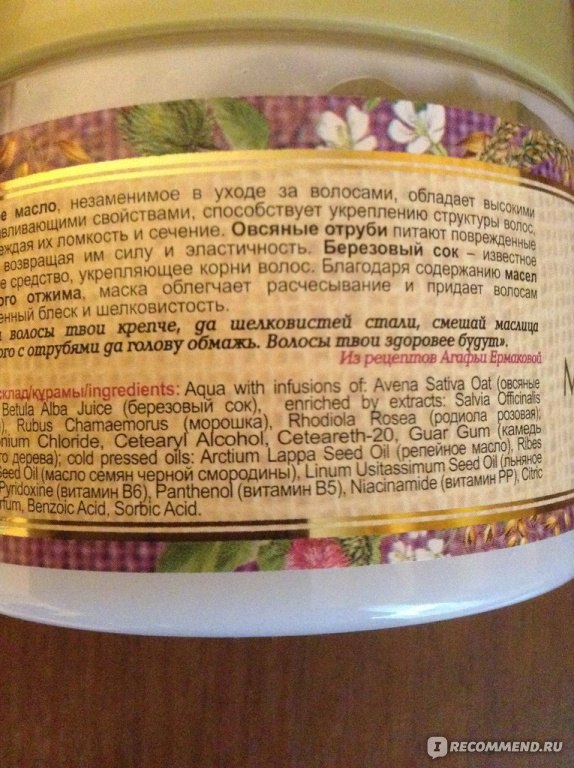 е масло, незаменимое в уходе за волосами, обладает высокими
авливающими свойствами, способствует укреплению структуры волос,
еждая их ломкость и сечение. Овсяные отруби питают поврежденные
возвращая им силу и эластичность. Березовый сок – известное
е средство, укрепляющее корни волос. Благодаря содержанию масел
ого отжима, маска облегчает расчесывание и придает волосам
енный блеск и шелковистость.
волосы твои крепче, да шелковистей стали, смешай маслица
ого с отрубями да голову обмажь. Волосы твои здоровее будут».
Из рецептов Агафьи Ермаковой
склад/құрамы/ingredients: Aqua with infusions of: Avena Sativa Oat (овсяные
Betula Alba Juice (березовый сок), enriched by extracts: Salvia Officinalis
), Rubus Chamaemorus (морошка), Rhodiola Rosea (родиола розовая);
onium Chloride, Cetearyl Alcohol, Ceteareth-20, Guar Gum (камедь
го дерева); cold pressed oils: Arctium Lappa Seed Oil (репейное масло), Ribes
Seed Oil (масло семян черной смородины), Linum Usitassimum Seed Oil (льняное
Pyridoxine (витамин В6), Panthenol (витамин В5), Niacinamide (витамин РР), Citric
rfum, Benzoic Acid, Sorbic Acid.
IRECOMMEND.RU